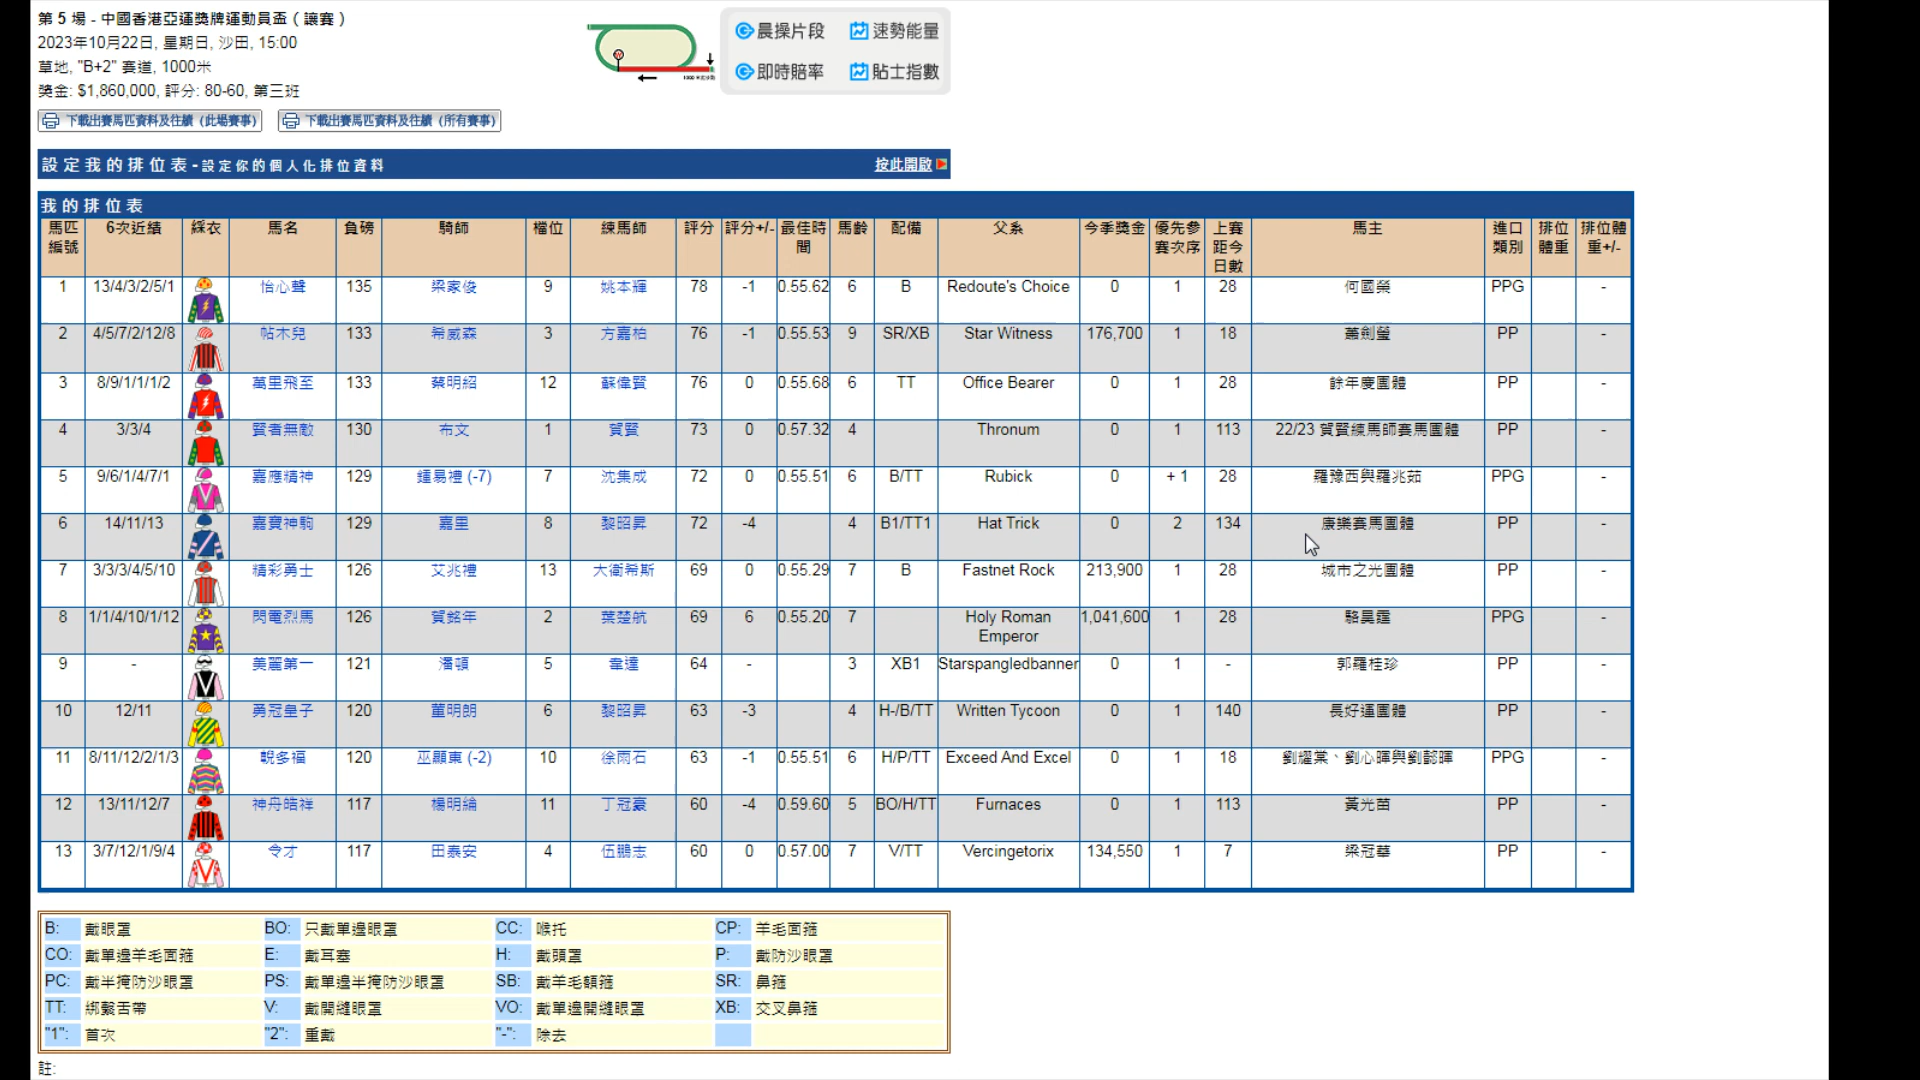 第 5 場 - 中國香港亞運獎牌運動員盃 ( 讓賽 )
2023年10月22日, 星期日, 沙田, 15:00
草地, "B+2" 賽道, 1000米
獎金: $1,860,000, 評分: 80-60, 第三班
晨操片段 速勢能量
即時賠率 貼士指數
下載出賽馬匹資料及往績 (此場賽事) 下載出賽馬匹資料及往績 (所有賽事)
設定我的排位表 - 設定你的個人化排位資料 按此開啟
我的排位表
馬匹編號 6次近績 綵衣 馬名 負磅 騎師 檔位 練馬師 評分 評分+/- 最佳時間 馬齡 配備 父系 今季獎金 優先參賽次序 上賽距今日數 馬主 進口類別 排位體重 排位體重+/-
1 13/4/3/2/5/1 怡心聲 135 梁家俊 9 姚本輝 78 -1 0.55.62 6 B Redoute's Choice 0 1 28 何國榮 PPG -
2 4/5/7/2/12/8 帖木兒 133 希威森 3 方嘉柏 76 -1 0.55.53 9 SR/XB Star Witness 176,700 1 18 蕭劍瑩 PP -
3 8/9/1/1/1/2 萬里飛至 133 蔡明紹 12 蘇偉賢 76 0 0.55.68 6 TT Office Bearer 0 1 28 餘年慶團體 PP -
4 3/3/4 賢者無敵 130 布文 1 賀賢 73 0 0.57.32 4 Thronum 0 1 113 22/23 賀賢練馬師賽馬團體 PP -
5 9/6/1/4/7/1 嘉應精神 129 鍾易禮 (-7) 7 沈集成 72 0 0.55.51 6 B/TT Rubick 0 + 1 28 羅豫西與羅兆茹 PPG -
6 14/11/13 嘉寶神駒 129 嘉里 8 黎昭昇 72 -4 4 B1/TT1 Hat Trick 0 2 134 康樂賽馬團體 PP -
7 3/3/3/4/5/10 精彩勇士 126 艾兆禮 13 大衛希斯 69 0 0.55.29 7 B Fastnet Rock 213,900 1 28 城市之光團體 PP -
8 1/1/4/10/1/12 閃電烈馬 126 賀銘年 2 葉楚航 69 6 0.55.20 7 Holy Roman Emperor 1,041,600 1 28 駱昊霆 PPG -
9 - 美麗第一 121 潘頓 5 韋達 64 - 3 XB1 Starspangledbanner 0 1 - 郭羅桂珍 PP -
10 12/11 勇冠皇子 120 董明朗 6 黎昭昇 63 -3 4 H-/B/TT Written Tycoon 0 1 140 長好運團體 PP -
11 8/11/12/2/1/3 靚多福 120 巫顯東 (-2) 10 徐雨石 63 -1 0.55.51 6 H/P/TT Exceed And Excel 0 1 18 劉耀棠、劉心暉與劉懿暉 PPG -
12 13/11/12/7 神舟皓祥 117 楊明綸 11 丁冠豪 60 -4 0.59.60 5 BO/H/TT Furnaces 0 1 113 黃光苗 PP -
13 3/7/12/1/9/4 令才 117 田泰安 4 伍鵬志 60 0 0.57.00 7 V/TT Vercingetorix 134,550 1 7 梁冠華 PP -
B: 戴眼罩 BO: 只戴單邊眼罩 CC: 喉托 CP: 羊毛面箍
CO: 戴單邊羊毛面箍 E: 戴耳塞 H: 戴頭罩 P: 戴防沙眼罩
PC: 戴半掩防沙眼罩 PS: 戴單邊半掩防沙眼罩 SB: 戴羊毛額箍 SR: 鼻箍
TT: 綁繫舌帶 V: 戴開縫眼罩 VO: 戴單邊開縫眼罩 XB: 交叉鼻箍
"1": 首次 "2": 重戴 "-": 除去
註: